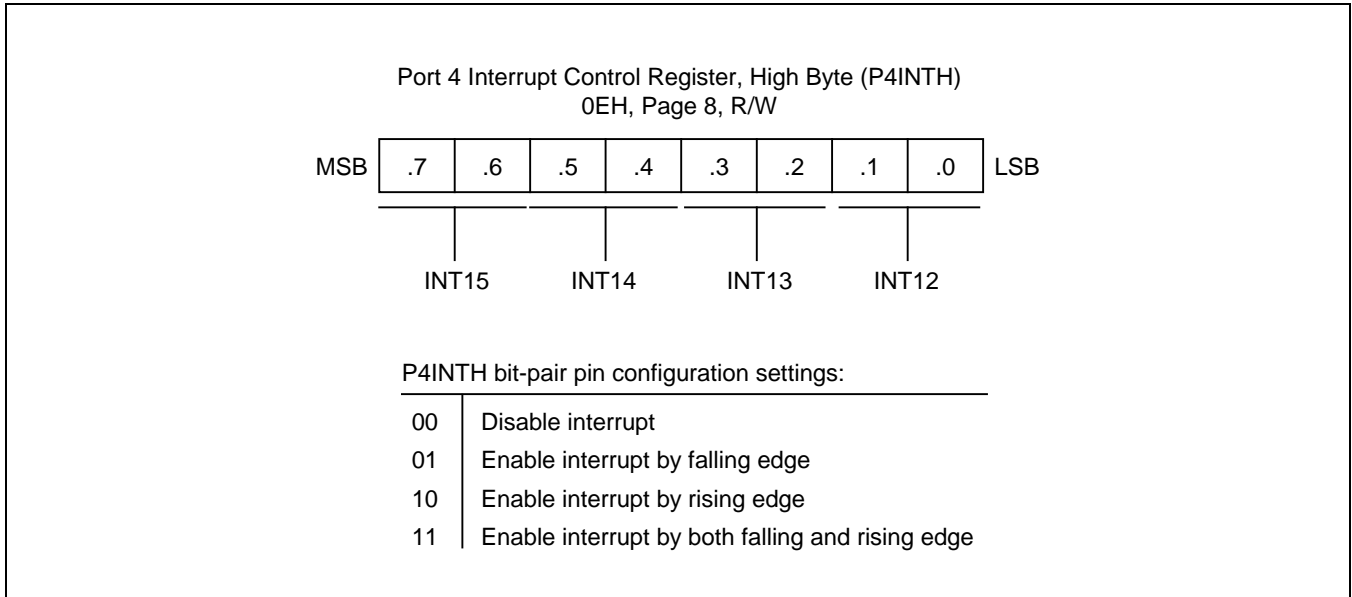 Port 4 Interrupt Control Register, High Byte (P4INTH)
0EH, Page 8, R/W
MSB .7 .6 .5 .4 .3 .2 .1 .0 LSB
INT15 INT14 INT13 INT12
P4INTH bit-pair pin configuration settings:
00 Disable interrupt
01 Enable interrupt by falling edge
10 Enable interrupt by rising edge
11 Enable interrupt by both falling and rising edge